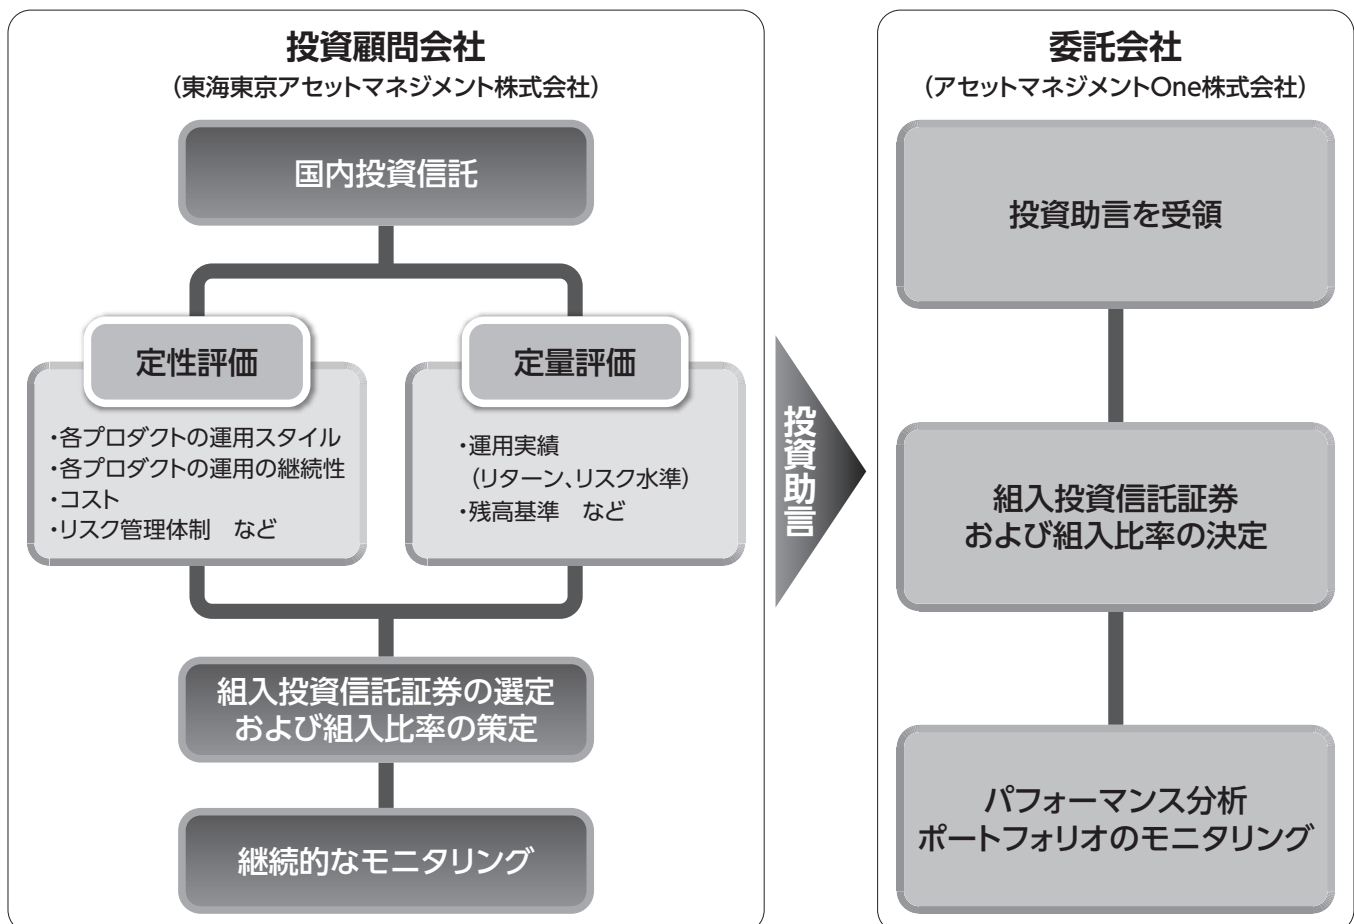 投資顧問会社
（東海東京アセットマネジメント株式会社）
国内投資信託
定性評価
・各プロダクトの運用スタイル
・各プロダクトの運用の継続性
・コスト
・リスク管理体制　など
定量評価
・運用実績
（リターン、リスク水準）
・残高基準　など
組入投資信託証券の選定
および組入比率の策定
継続的なモニタリング
投資助言
委託会社
（アセットマネジメントOne株式会社）
投資助言を受領
組入投資信託証券
および組入比率の決定
パフォーマンス分析
ポートフォリオのモニタリング